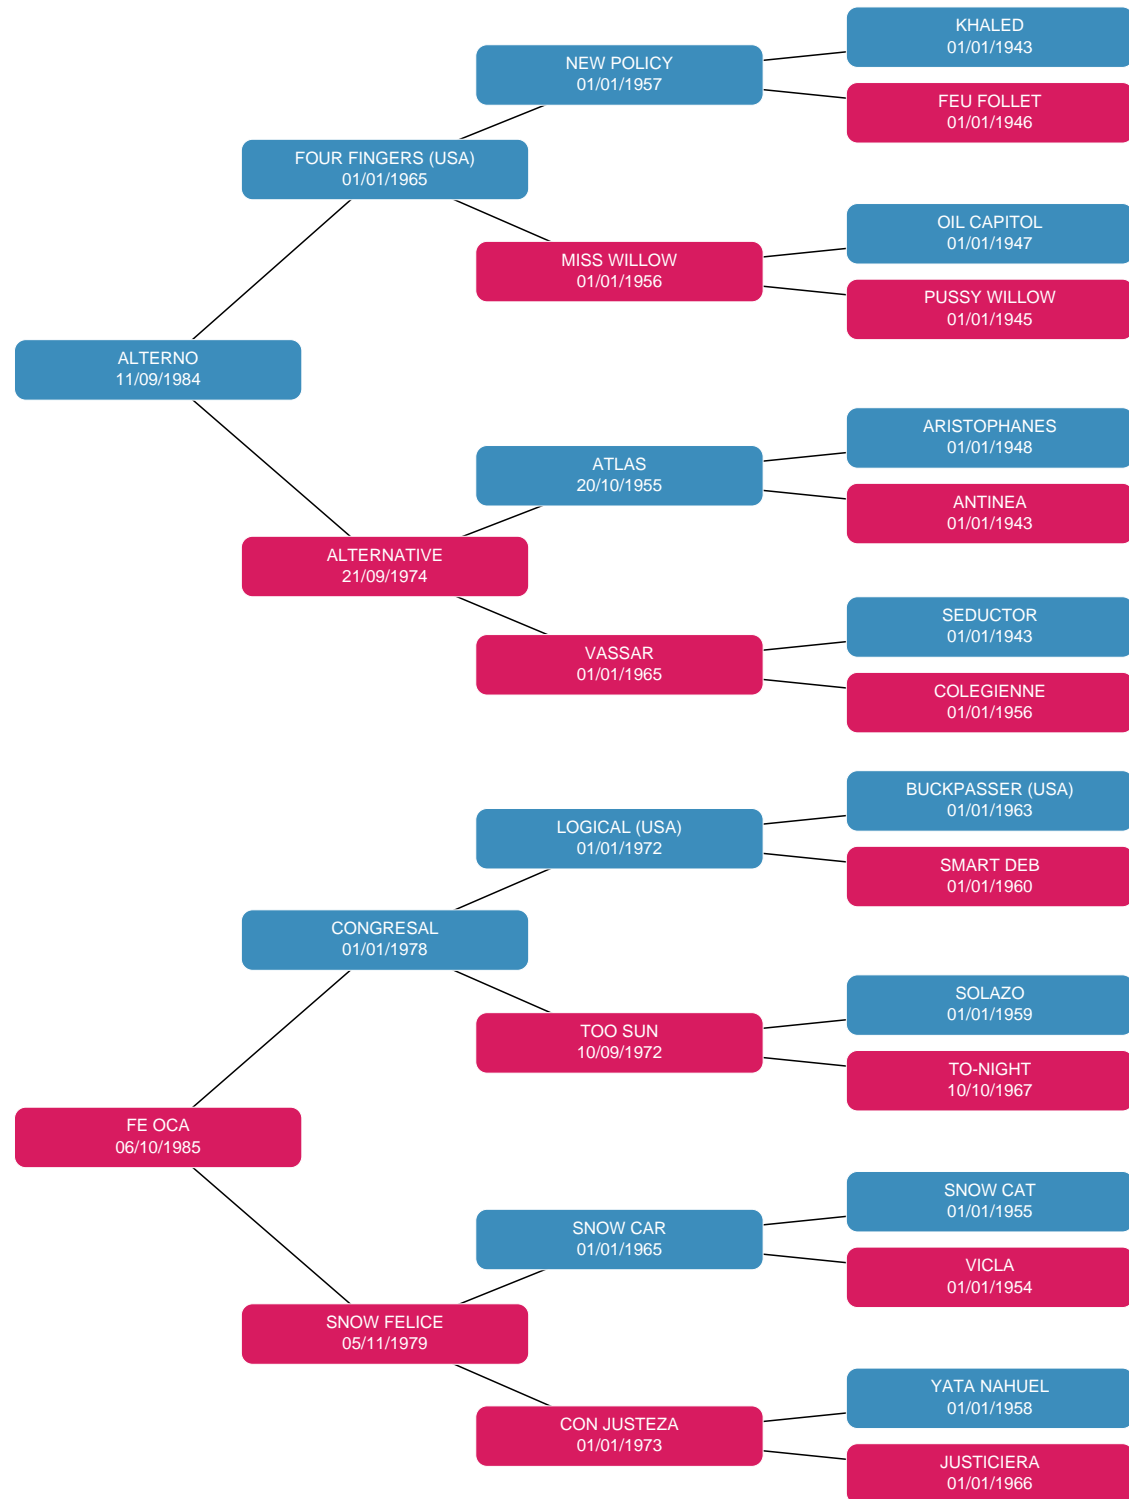 KHALED
01/01/1943
NEW POLICY
01/01/1957
FEU FOLLET
01/01/1946
FOUR FINGERS (USA)
01/01/1965
OIL CAPITOL
01/01/1947
MISS WILLOW
01/01/1956
PUSSY WILLOW
01/01/1945
ALTERNO
11/09/1984
ARISTOPHANES
01/01/1948
ATLAS
20/10/1955
ANTINEA
01/01/1943
ALTERNATIVE
21/09/1974
SEDUCTOR
01/01/1943
VASSAR
01/01/1965
COLEGIENNE
01/01/1956
BUCKPASSER (USA)
01/01/1963
LOGICAL (USA)
01/01/1972
SMART DEB
01/01/1960
CONGRESAL
01/01/1978
SOLAZO
01/01/1959
TOO SUN
10/09/1972
TO-NIGHT
10/10/1967
FE OCA
06/10/1985
SNOW CAT
01/01/1955
SNOW CAR
01/01/1965
VICLA
01/01/1954
SNOW FELICE
05/11/1979
YATA NAHUEL
01/01/1958
CON JUSTEZA
01/01/1973
JUSTICIERA
01/01/1966